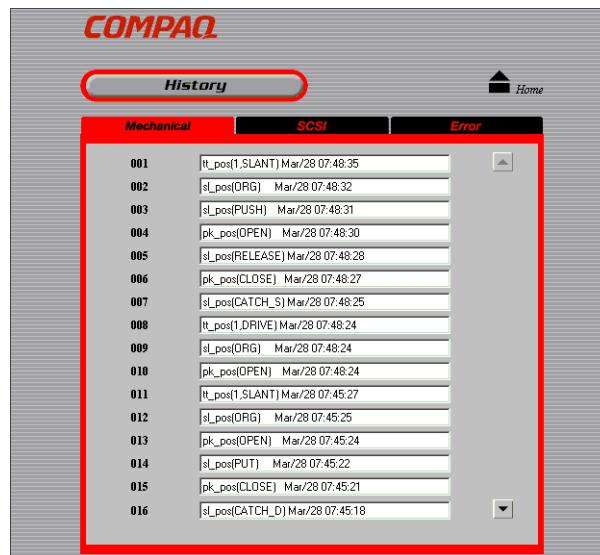 COMPAQ
History
Home
Mechanical SCSI Error
001 tt_pos(1,SLANT) Mar/28 07:48:35
002 sl_pos(ORG) Mar/28 07:48:32
003 sl_pos(PUSH) Mar/28 07:48:31
004 pk_pos(OPEN) Mar/28 07:48:30
005 sl_pos(RELEASE) Mar/28 07:48:28
006 pk_pos(CLOSE) Mar/28 07:48:27
007 sl_pos(CATCH_S) Mar/28 07:48:25
008 tt_pos(1,DRIVE) Mar/28 07:48:24
009 sl_pos(ORG) Mar/28 07:48:24
010 pk_pos(OPEN) Mar/28 07:48:24
011 tt_pos(1,SLANT) Mar/28 07:45:27
012 sl_pos(ORG) Mar/28 07:45:25
013 pk_pos(OPEN) Mar/28 07:45:24
014 sl_pos(PUT) Mar/28 07:45:22
015 pk_pos(CLOSE) Mar/28 07:45:21
016 sl_pos(CATCH_D) Mar/28 07:45:18